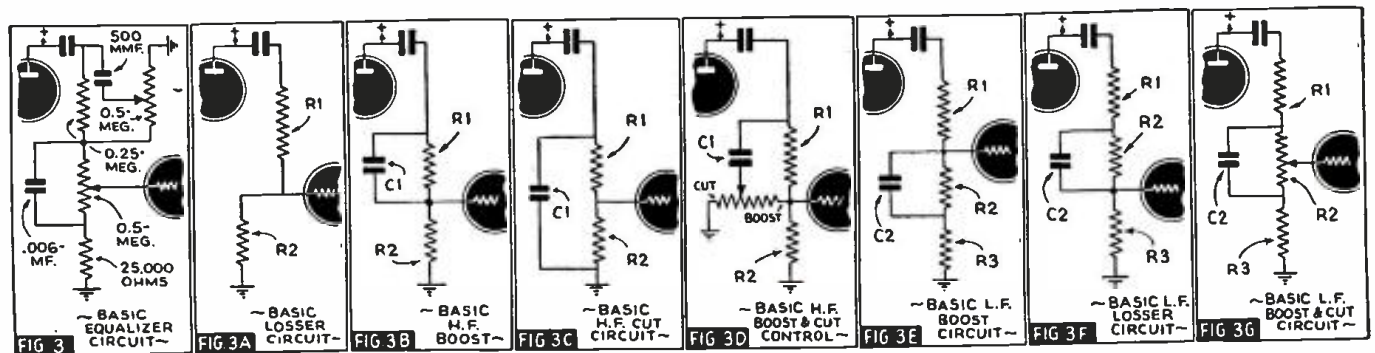 +
500
MMF.
0.5-
MEG.
0.25-
MEG.
0.5-
MEG.
.006-
MF.
25,000
OHMS
~ BASIC
EQUALIZER
CIRCUIT~
FIG 3
+
R1
R2
~BASIC
LOSSER
CIRCUIT~
FIG.3A
+
R1
C1
R2
~BASIC
H.F.
BOOST~
FIG 3B
+
R1
C1
R2
~BASIC
H.F. CUT
CIRCUIT~
FIG 3C
+
C1
R1
CUT
BOOST
R2
~ BASIC H.F.
BOOST & CUT
CONTROL~
FIG 3D
+
R1
R2
C2
R3
~BASIC L.F.
BOOST
CIRCUIT~
FIG 3E
+
R1
R2
C2
R3
~BASIC L.F.
LOSSER
CIRCUIT~
FIG 3F
+
R1
C2
R2
R3
~BASIC L.F.
BOOST & CUT
CIRCUIT~
FIG 3G